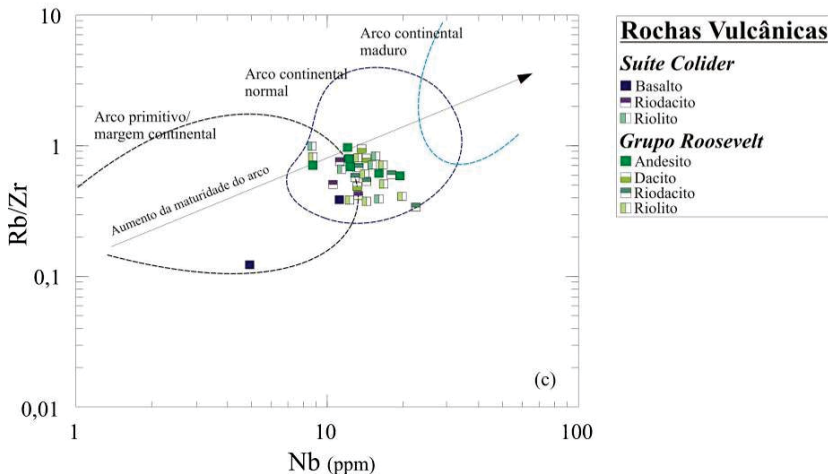 10
1
0,1
0,01
Rb/Zr
Arco primitivo/
margem continental
Arco continental
normal
Arco continental
maduro
Aumento da maturidade do arco
(c)
1
10
100
Nb (ppm)
Rochas Vulcânicas
Suíte Colider
Basalto
Riodacito
Riolito
Grupo Roosevelt
Andesito
Dacito
Riodacito
Riolito